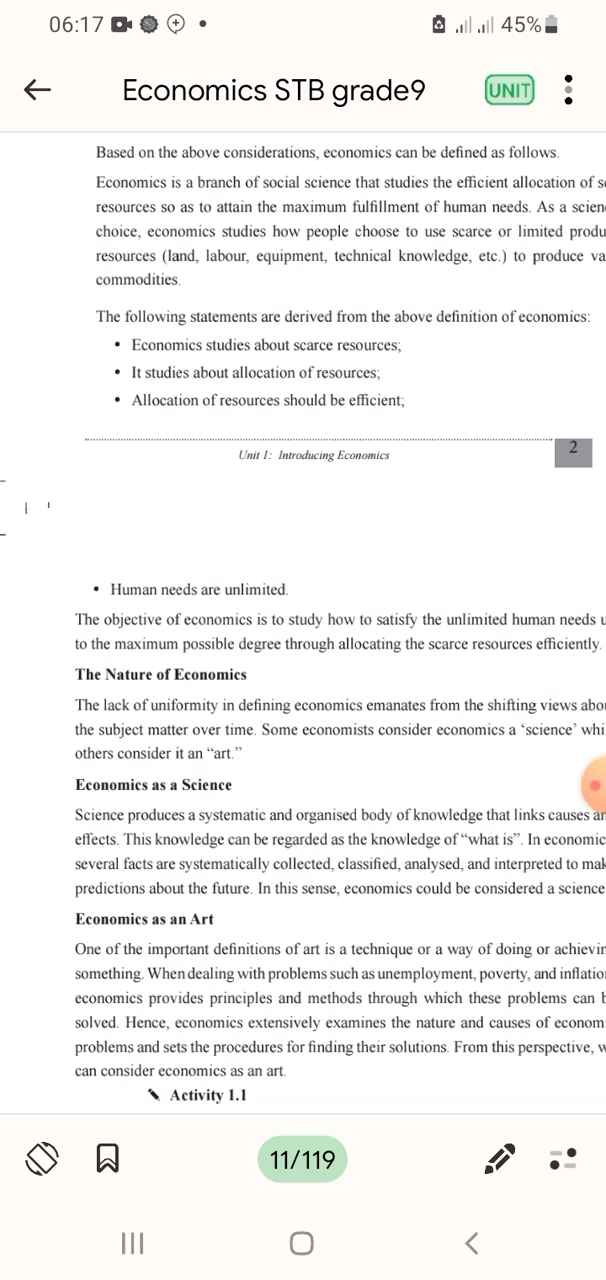 06:17
45%
Economics STB grade9
UNIT
Based on the above considerations, economics can be defined as follows.
Economics is a branch of social science that studies the efficient allocation of
resources so as to attain the maximum fulfillment of human needs. As a
choice, economics studies how people choose to use scarce or limited
resources (land, labour, equipment, technical knowledge, etc.) to produce
commodities.
The following statements are derived from the above definition of economics:
• Economics studies about scarce resources;
• It studies about allocation of resources;
• Allocation of resources should be efficient;
Unit 1: Introducing Economics
2
• Human needs are unlimited.
The objective of economics is to study how to satisfy the unlimited human needs
to the maximum possible degree through allocating the scarce resources efficiently.
The Nature of Economics
The lack of uniformity in defining economics emanates from the shifting views
the subject matter over time. Some economists consider economics a ‘science’
others consider it an “art.”
Economics as a Science
Science produces a systematic and organised body of knowledge that links causes
effects. This knowledge can be regarded as the knowledge of “what is”. In
several facts are systematically collected, classified, analysed, and interpreted to
predictions about the future. In this sense, economics could be considered a science
Economics as an Art
One of the important definitions of art is a technique or a way of doing or
something. When dealing with problems such as unemployment, poverty, and
economics provides principles and methods through which these problems can
solved. Hence, economics extensively examines the nature and causes of
problems and sets the procedures for finding their solutions. From this perspective,
can consider economics as an art.
Activity 1.1
11/119